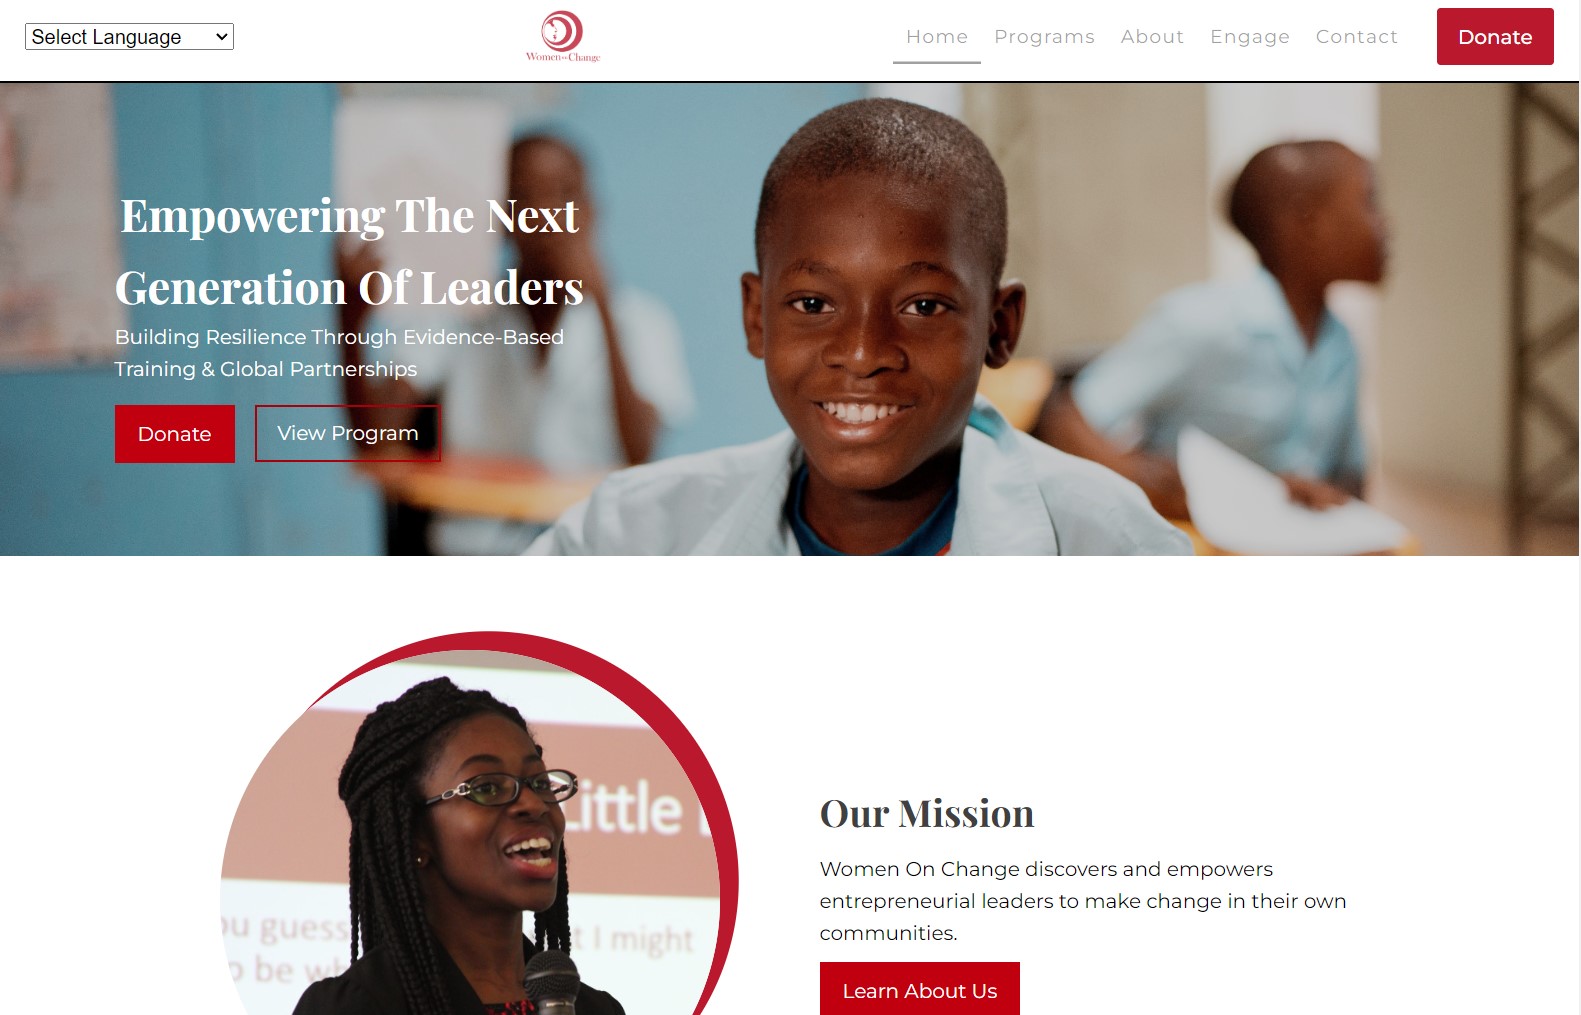 Select Language
Women on Change
Home Programs About Engage Contact
Donate
Empowering The Next
Generation Of Leaders
Building Resilience Through Evidence-Based
Training & Global Partnerships
Donate
View Program
Little
ou guess
t I might
o be wh
Our Mission
Women On Change discovers and empowers
entrepreneurial leaders to make change in their own
communities.
Learn About Us